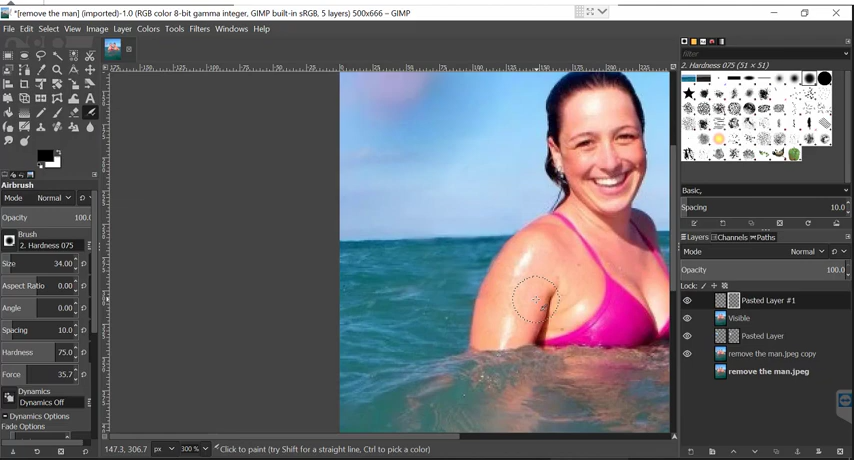 *[remove the man] (imported)-1.0 (RGB color 8-bit gamma integer, GIMP built-in sRGB, 5 layers) 500x666 – GIMP
File Edit Select View Image Layer Colors Tools Filters Windows Help
Airbrush
Mode Normal
Opacity 100.
Brush
2. Hardness 075
Size 34.00
Aspect Ratio 0.00
Angle 0.00
Spacing 10.0
Hardness 75.0
Force 35.7
Dynamics
Dynamics Off
Dynamics Options
Fade Options
147.3, 306.7 px 300 % Click to paint (try Shift for a straight line, Ctrl to pick a color)
filter
2. Hardness 075 (51 × 51)
Basic,
Spacing 10.0
Layers Channels Paths
Mode Normal
Opacity 100.0
Lock:
Pasted Layer #1
Visible
Pasted Layer
remove the man.jpeg copy
remove the man.jpeg